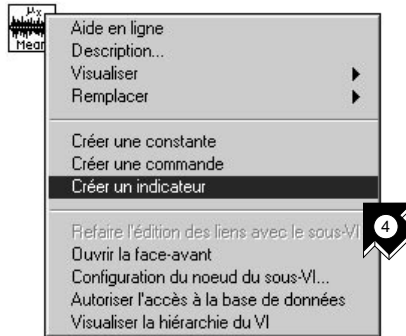 μx
Mean
Aide en ligne
Description...
Visualiser
Remplacer
Créer une constante
Créer une commande
Créer un indicateur
Refaire l'édition des liens avec le sous-VI
Ouvrir la face-avant
Configuration du noeud du sous-VI...
Autoriser l'accès à la base de données
Visualiser la hiérarchie du VI
4